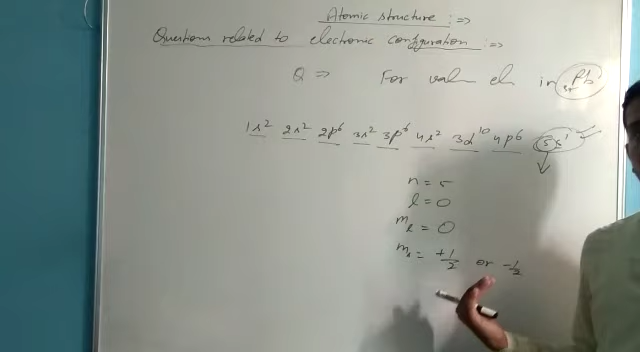 Atomic structure :=>
Questions related to electronic configuration :=>
Q => For val el in 37Rb
1s² 2s² 2p⁶ 3s² 3p⁶ 4s² 3d¹⁰ 4p⁶ 5s¹
n = 5
l = 0
mℓ = 0
ms = +1/2 or -1/2